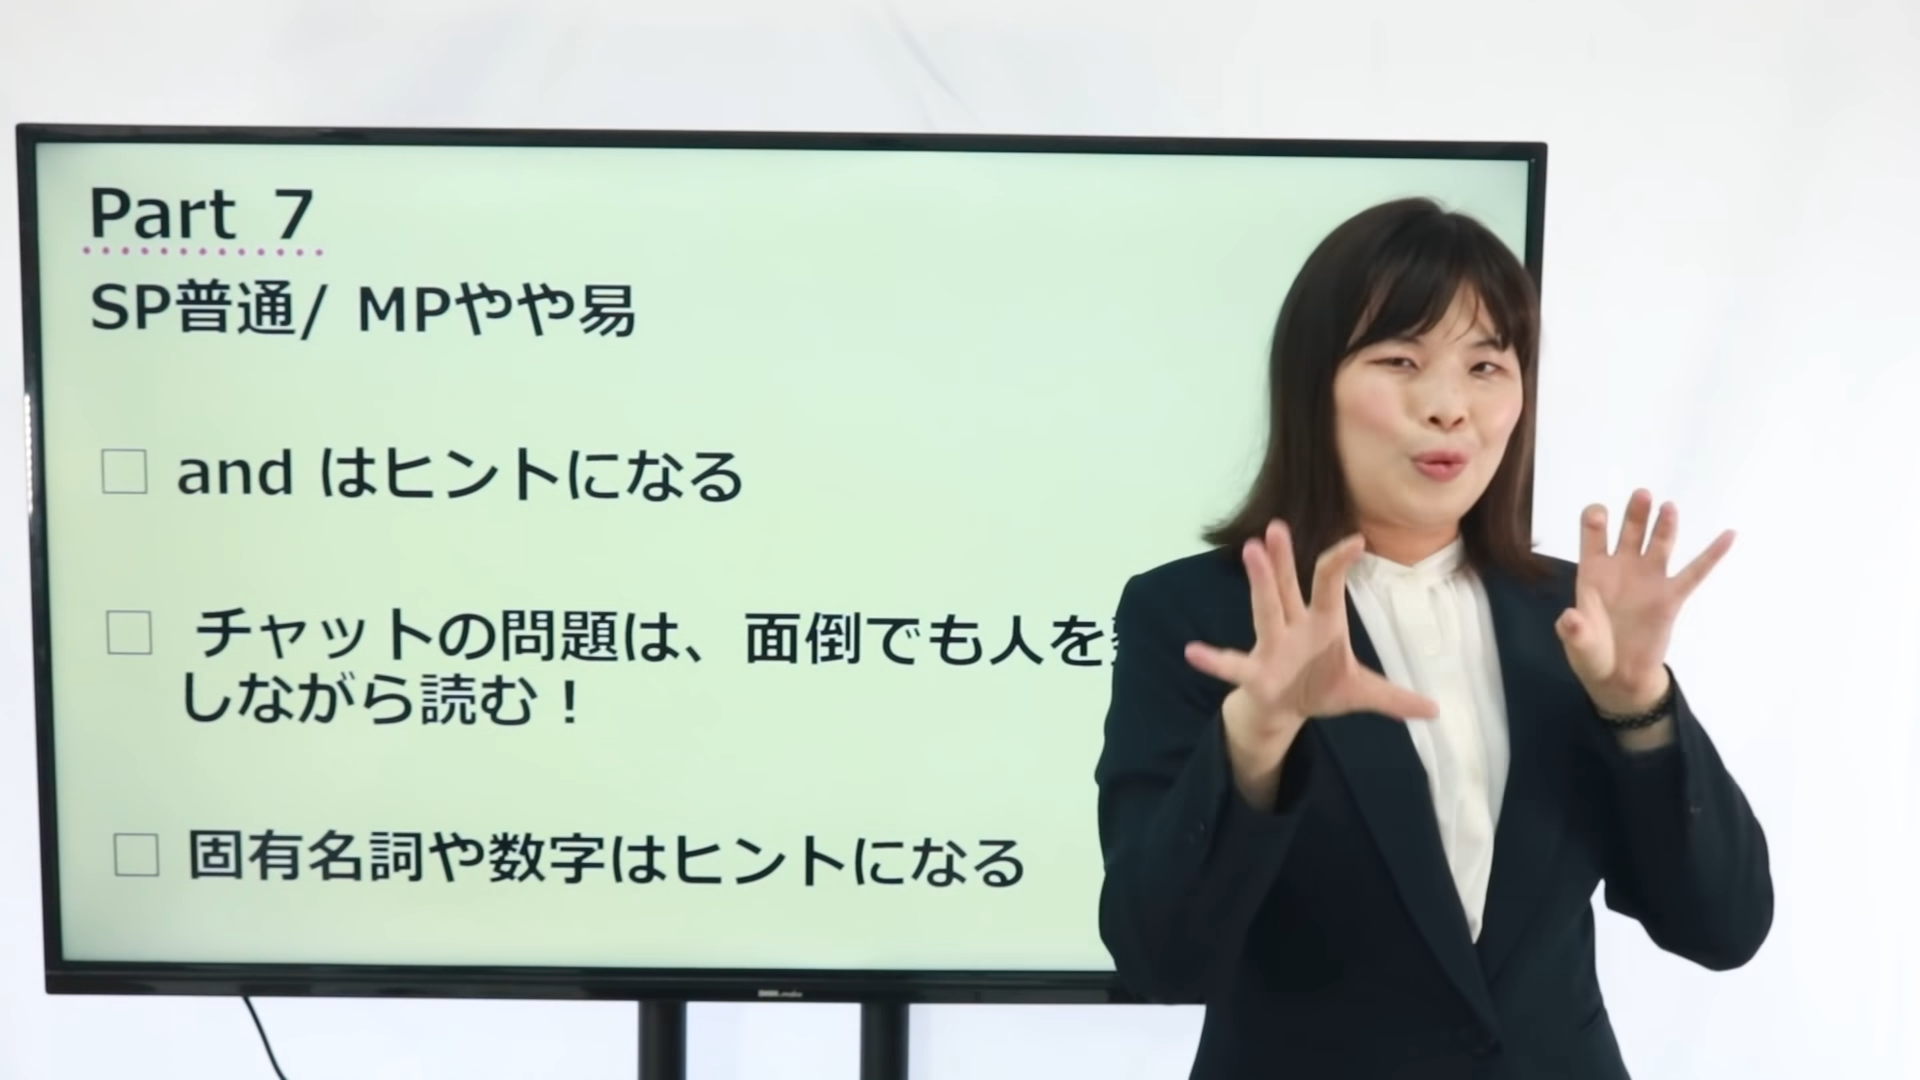 Part 7
SP普通/ MPやや易
□ and はヒントになる
□ チャットの問題は、面倒でも人を
しながら読む！
□ 固有名詞や数字はヒントになる